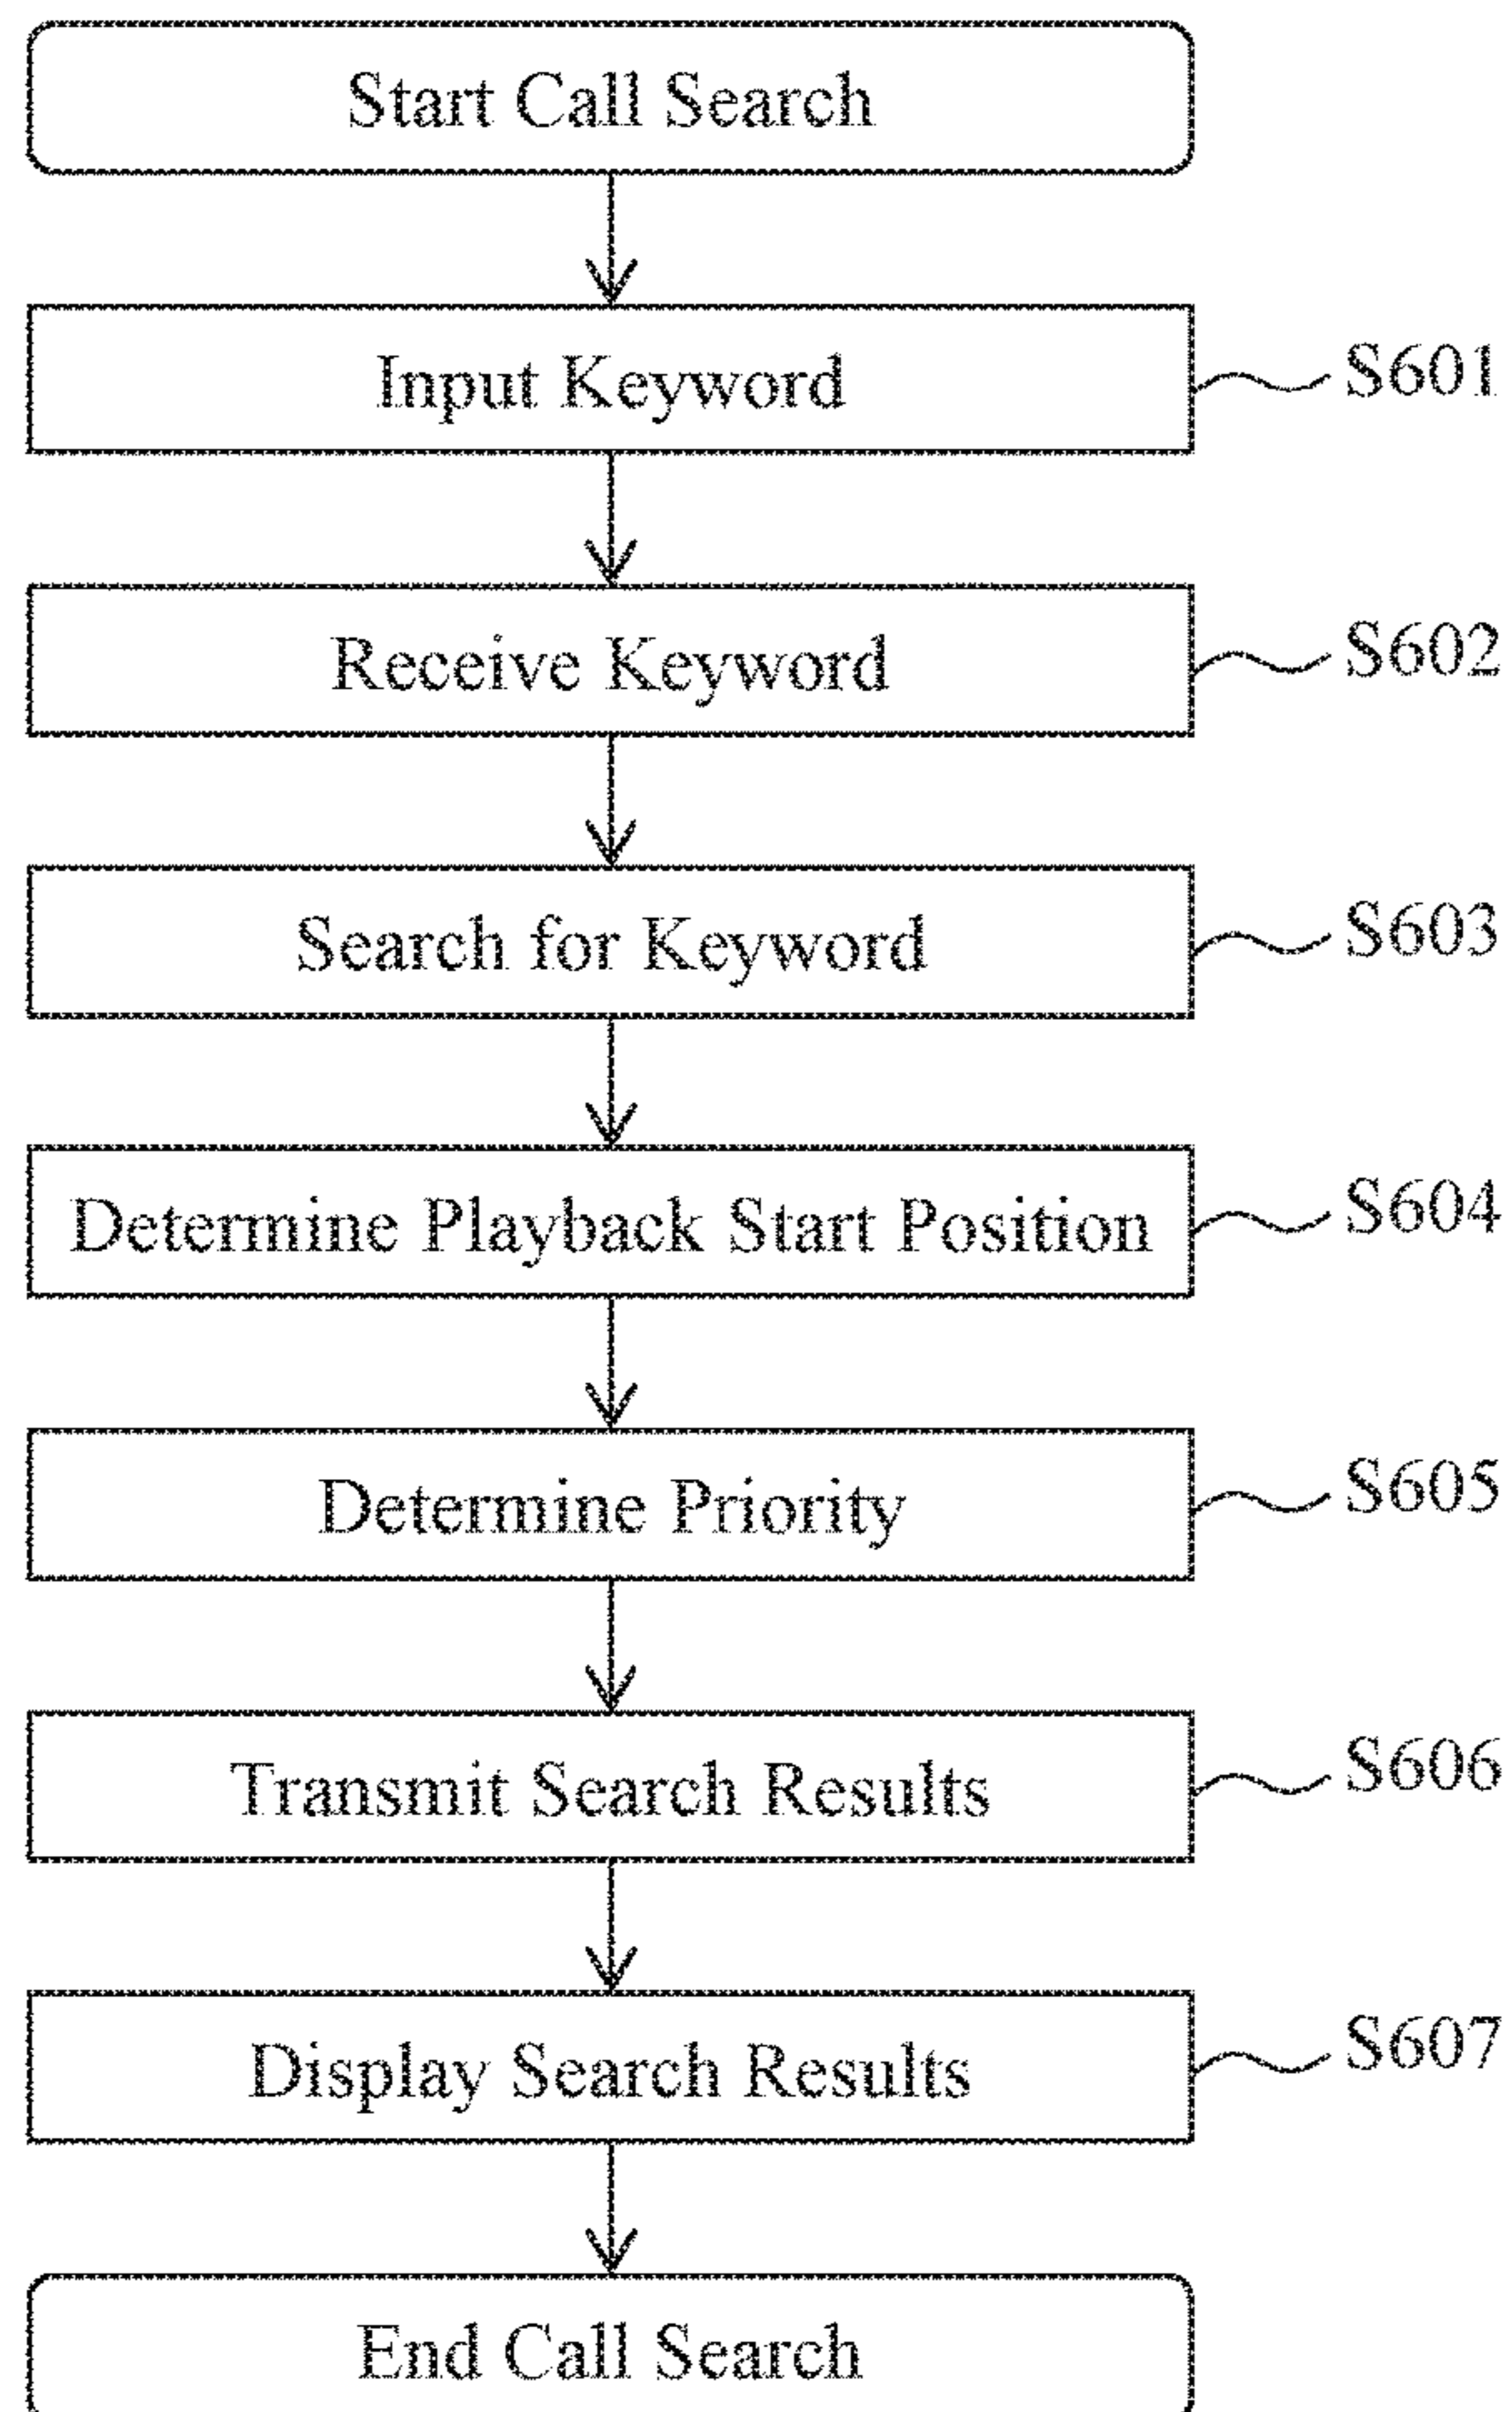 Start Call Search
Input Keyword
S601
Receive Keyword
S602
Search for Keyword
S603
Determine Playback Start Position
S604
Determine Priority
S605
Transmit Search Results
S606
Display Search Results
S607
End Call Search